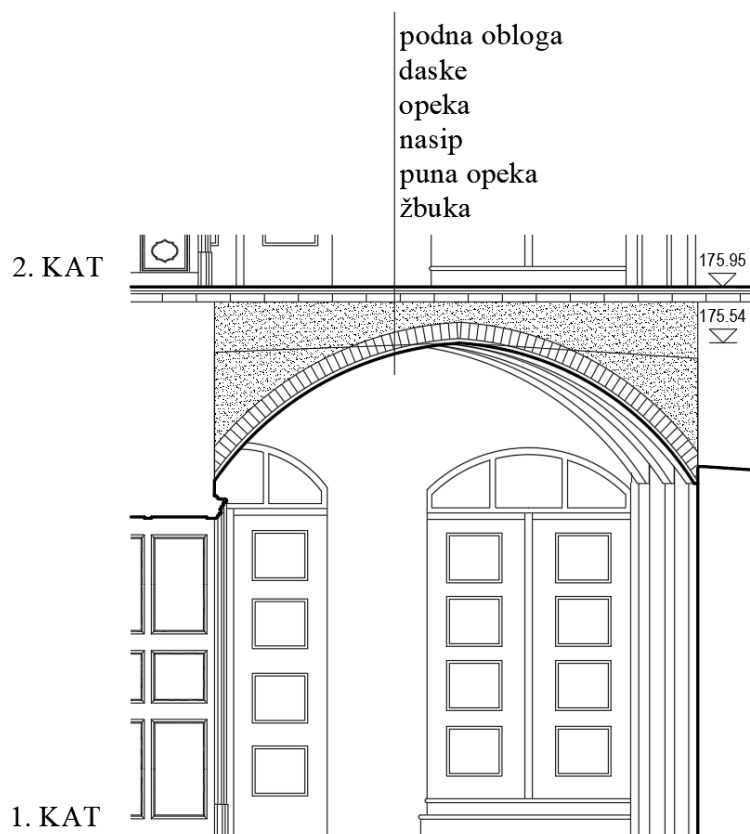 podna obloga
daske
opeka
nasip
puna opeka
žbuka
2. KAT
175.95
175.54
1. KAT